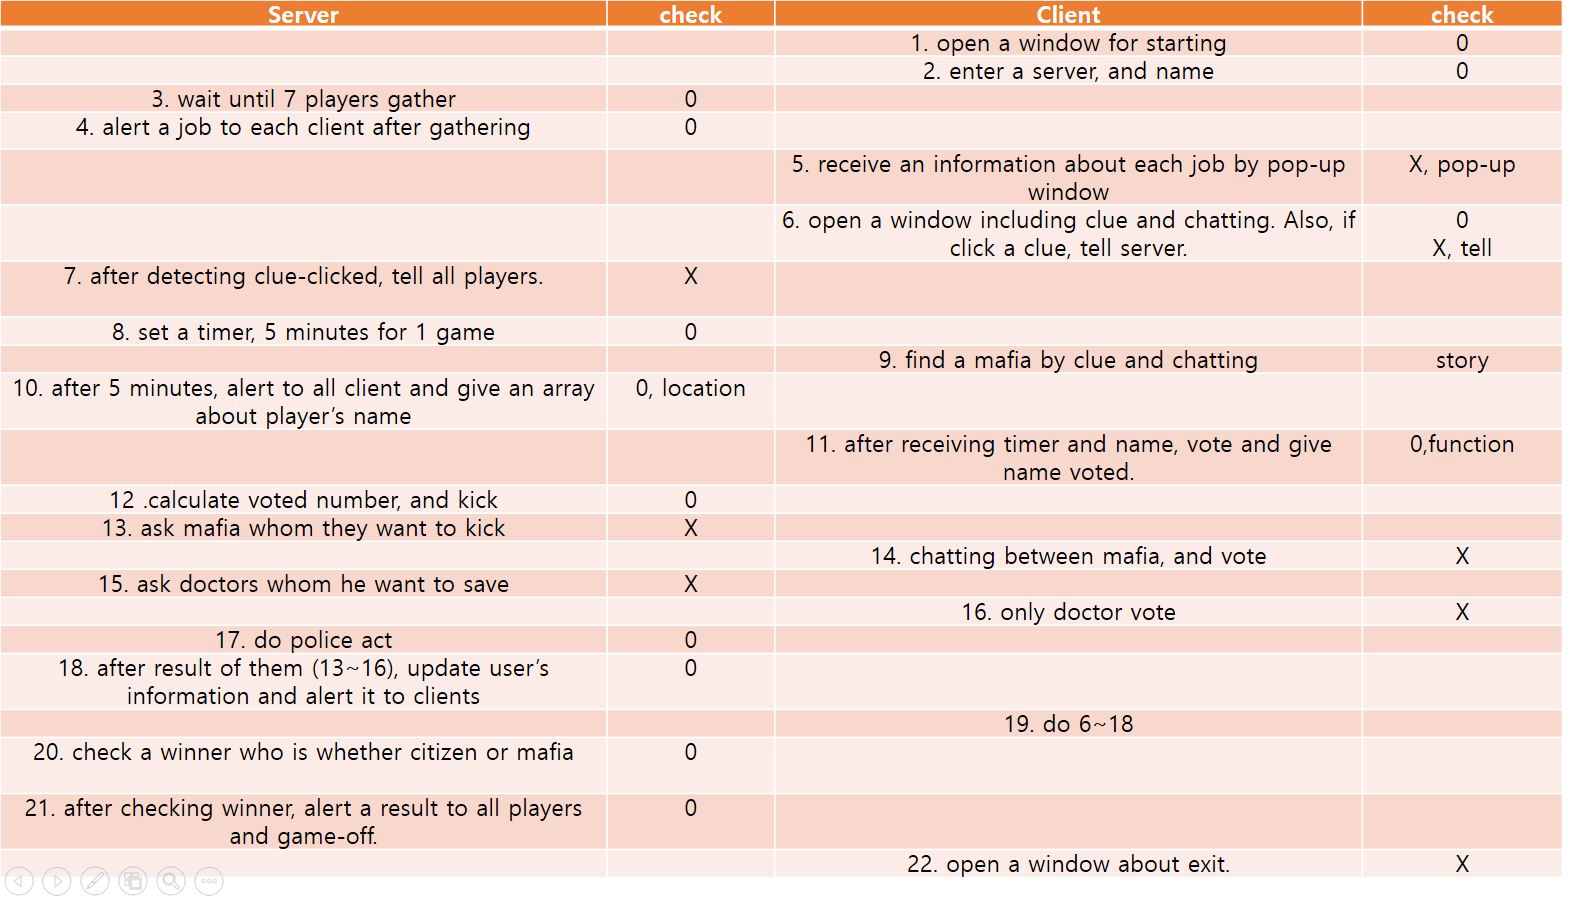 Server check Client check
1. open a window for starting 0
2. enter a server, and name 0
3. wait until 7 players gather 0
4. alert a job to each client after gathering 0
5. receive an information about each job by pop-up X, pop-up
window
6. open a window including clue and chatting. Also, if 0
click a clue, tell server. X, tell
7. after detecting clue-clicked, tell all players. X
8. set a timer, 5 minutes for 1 game 0
9. find a mafia by clue and chatting story
10. after 5 minutes, alert to all client and give an array 0, location
about player’s name
11. after receiving timer and name, vote and give 0,function
name voted.
12 .calculate voted number, and kick 0
13. ask mafia whom they want to kick X
14. chatting between mafia, and vote X
15. ask doctors whom he want to save X
16. only doctor vote X
17. do police act 0
18. after result of them (13~16), update user’s 0
information and alert it to clients
19. do 6~18
20. check a winner who is whether citizen or mafia 0
21. after checking winner, alert a result to all players 0
and game-off.
22. open a window about exit. X